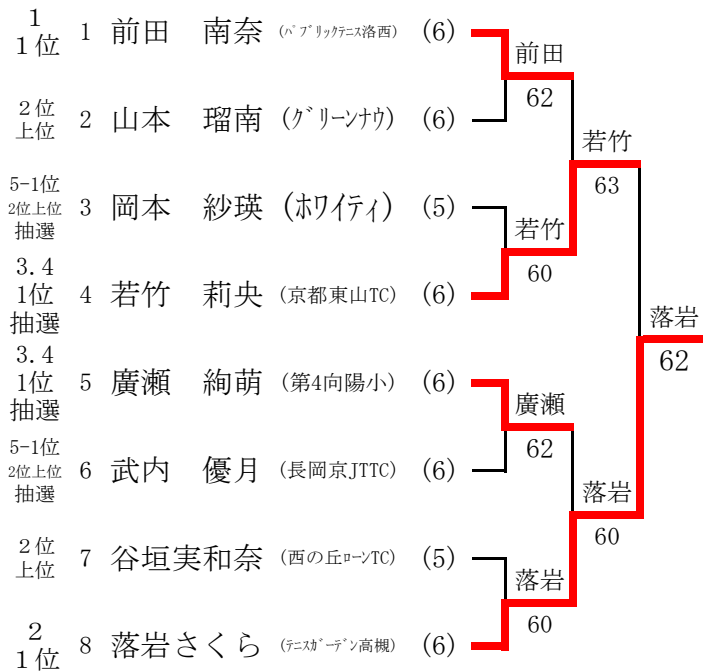 1
1位 1 前田　南奈 (パブリックテニス洛西) (6)
2位
上位 2 山本　瑠南 (グリーンナウ) (6)
5-1位
2位上位
抽選 3 岡本　紗瑛 (ホワイティ) (5)
3.4
1位
抽選 4 若竹　莉央 (京都東山TC) (6)
3.4
1位
抽選 5 廣瀬　絢萌 (第4向陽小) (6)
5-1位
2位上位
抽選 6 武内　優月 (長岡京JTTC) (6)
2位
上位 7 谷垣実和奈 (西の丘ローンTC) (5)
2
1位 8 落岩さくら (テニスガーデン高槻) (6)
前田
62
若竹
60
廣瀬
62
落岩
60
若竹
63
落岩
60
落岩
62